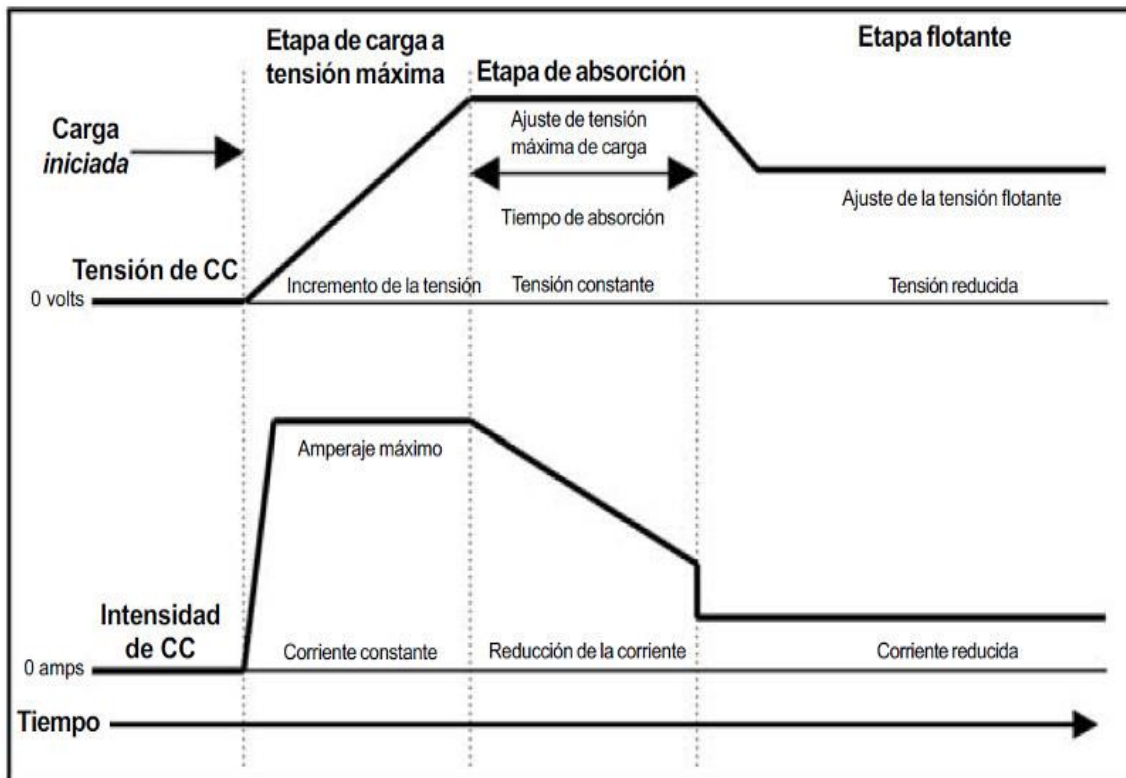 Etapa de carga a
tensión máxima
Etapa de absorción
Etapa flotante
Carga
iniciada
Ajuste de tensión
máxima de carga
Tiempo de absorción
Ajuste de la tensión flotante
Tensión de CC
0 volts
Incremento de la tensión
Tensión constante
Tensión reducida
Amperaje máximo
Intensidad
de CC
0 amps
Corriente constante
Reducción de la corriente
Corriente reducida
Tiempo